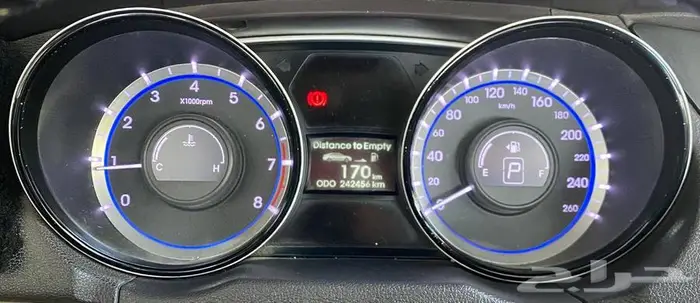 X1000rpm
0
1
2
3
4
5
6
7
8
C
H
Distance to Empty
170 km
ODO 242456 km
km/h
0
20
40
60
80
100
120
140
160
180
200
220
240
260
E
P
F
حراج